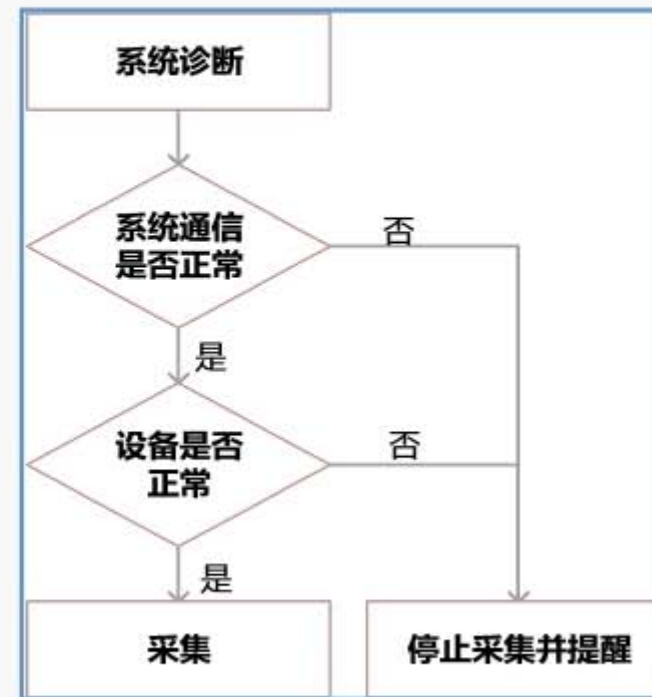 系统诊断
系统通信
是否正常
否
是
设备是否
正常
否
是
采集
停止采集并提醒